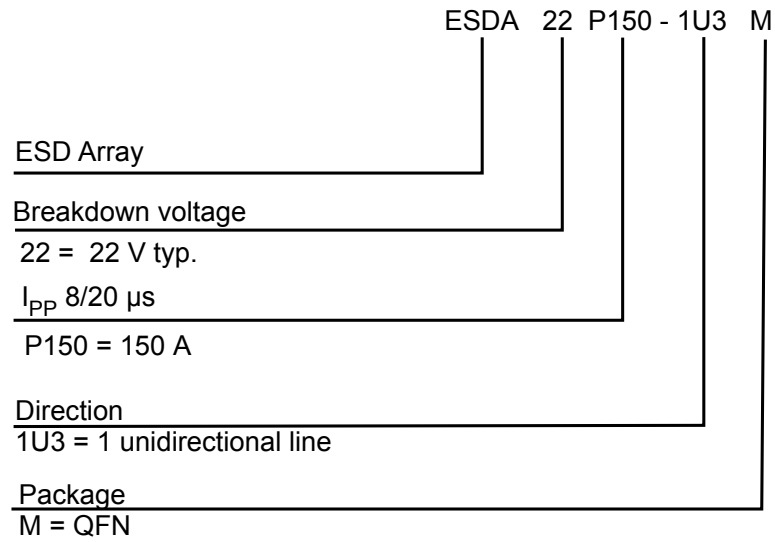 ESDA 22 P150 - 1U3 M
ESD Array
Breakdown voltage
22 = 22 V typ.
IPP 8/20 µs
P150 = 150 A
Direction
1U3 = 1 unidirectional line
Package
M = QFN